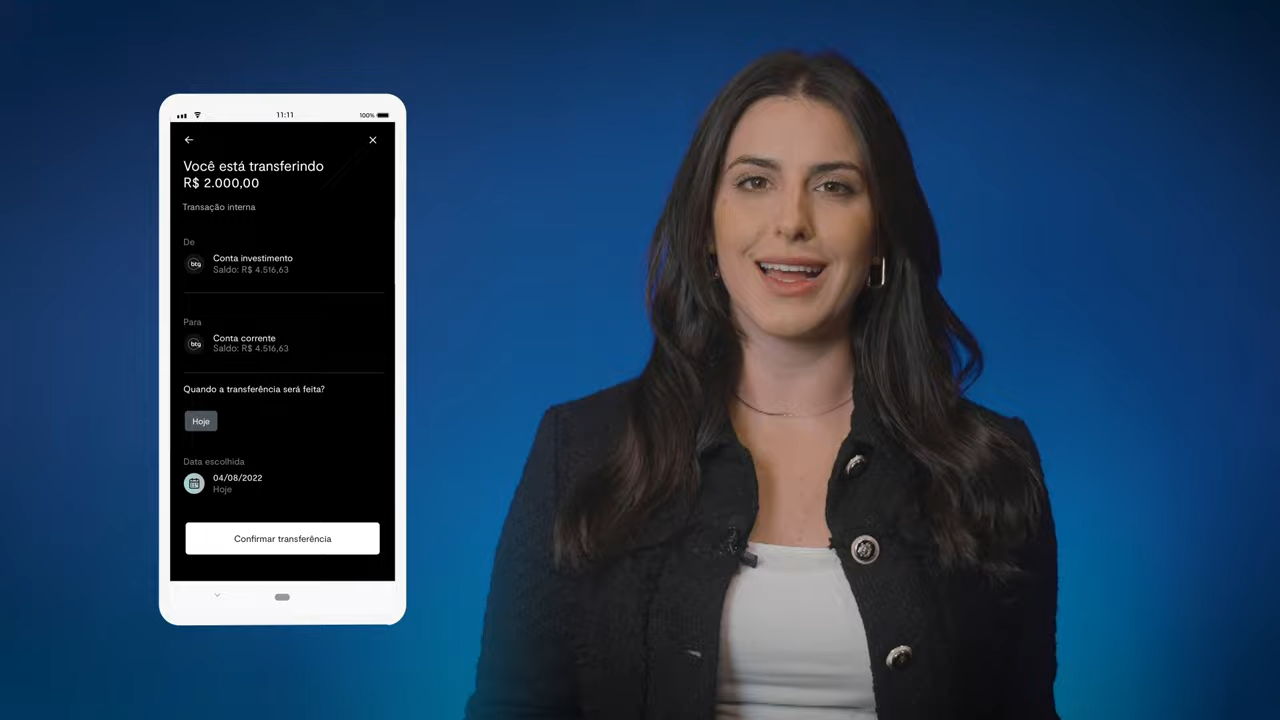 11:11
100%
Você está transferindo
R$ 2.000,00
Transação interna
De
btg
Conta investimento
Saldo: R$ 4.516,63
Para
btg
Conta corrente
Saldo: R$ 4.516,63
Quando a transferência será feita?
Hoje
Data escolhida
04/08/2022
Hoje
Confirmar transferência